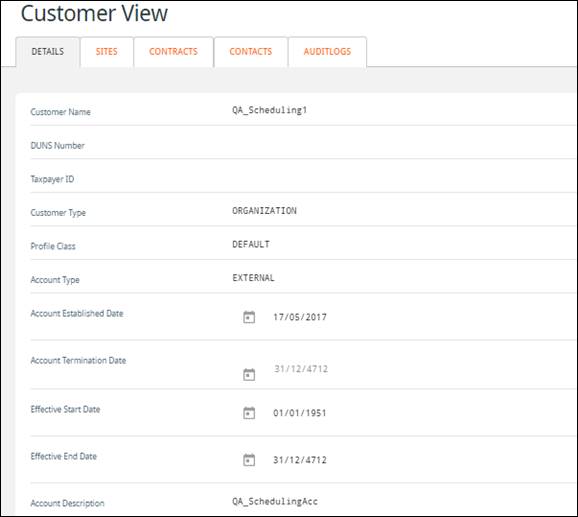 Customer View
DETAILS SITES CONTRACTS CONTACTS AUDITLOGS
Customer Name QA_Scheduling1
DUNS Number
Taxpayer ID
Customer Type ORGANIZATION
Profile Class DEFAULT
Account Type EXTERNAL
Account Established Date 17/05/2017
Account Termination Date 31/12/4712
Effective Start Date 01/01/1951
Effective End Date 31/12/4712
Account Description QA_SchedulingAcc